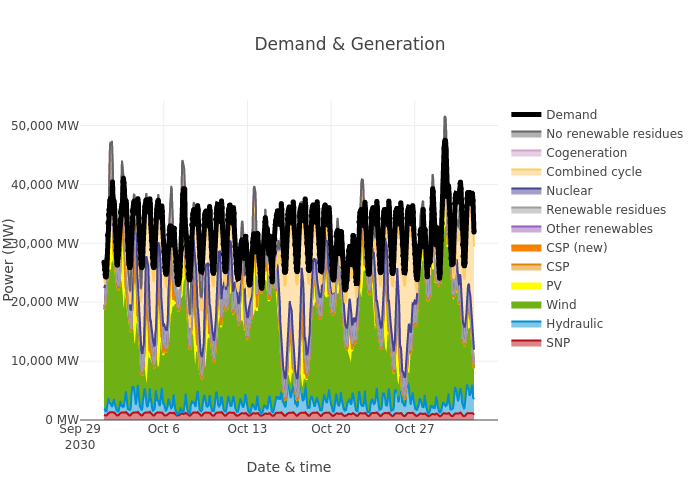 Demand & Generation
50,000 MW
40,000 MW
30,000 MW
20,000 MW
10,000 MW
0 MW
Power (MW)
Sep 29
2030
Oct 6
Oct 13
Oct 20
Oct 27
Date & time
Demand
No renewable residues
Cogeneration
Combined cycle
Nuclear
Renewable residues
Other renewables
CSP (new)
CSP
PV
Wind
Hydraulic
SNP